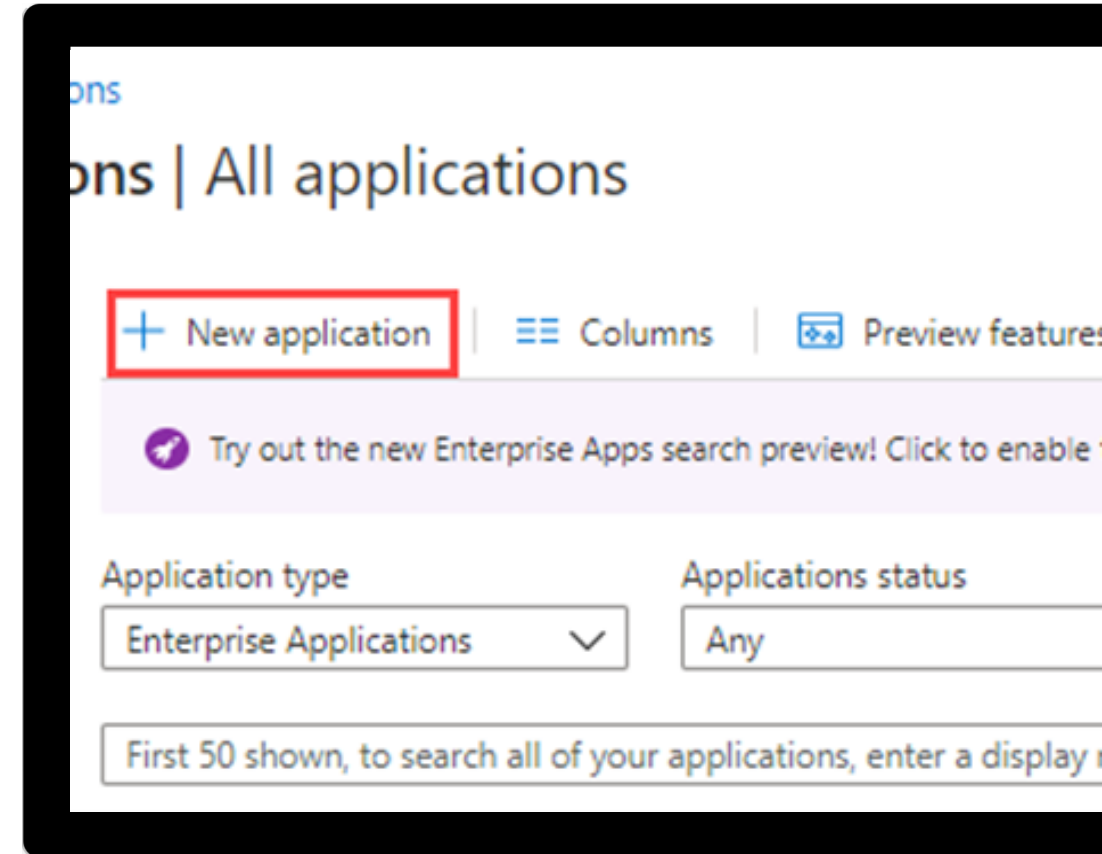 ons
ons | All applications
New application Columns Preview features
Try out the new Enterprise Apps search preview! Click to enable
Application type Applications status
Enterprise Applications Any
First 50 shown, to search all of your applications, enter a display